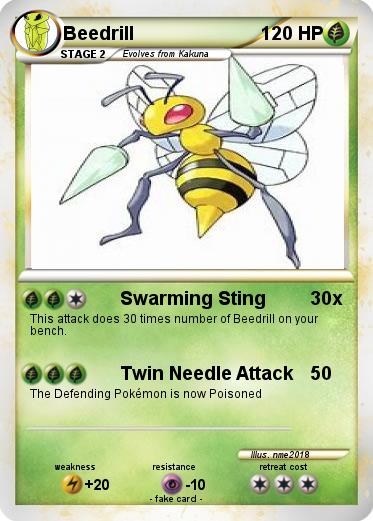 Beedrill 120 HP
STAGE 2 Evolves from Kakuna
Swarming Sting 30x
This attack does 30 times number of Beedrill on your
bench.
Twin Needle Attack 50
The Defending Pokémon is now Poisoned
Illus. nme2018
weakness resistance retreat cost
+20 -10
- fake card -